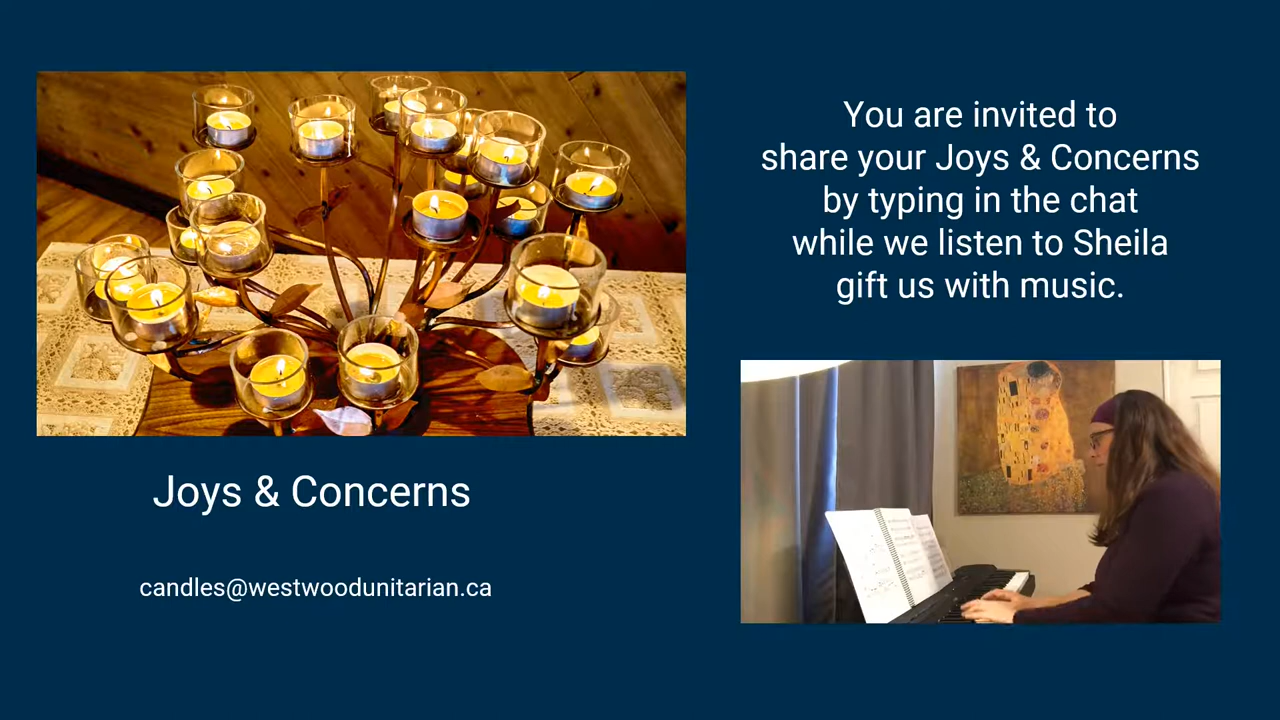 You are invited to
share your Joys & Concerns
by typing in the chat
while we listen to Sheila
gift us with music.
Joys & Concerns
candles@westwoodunitarian.ca